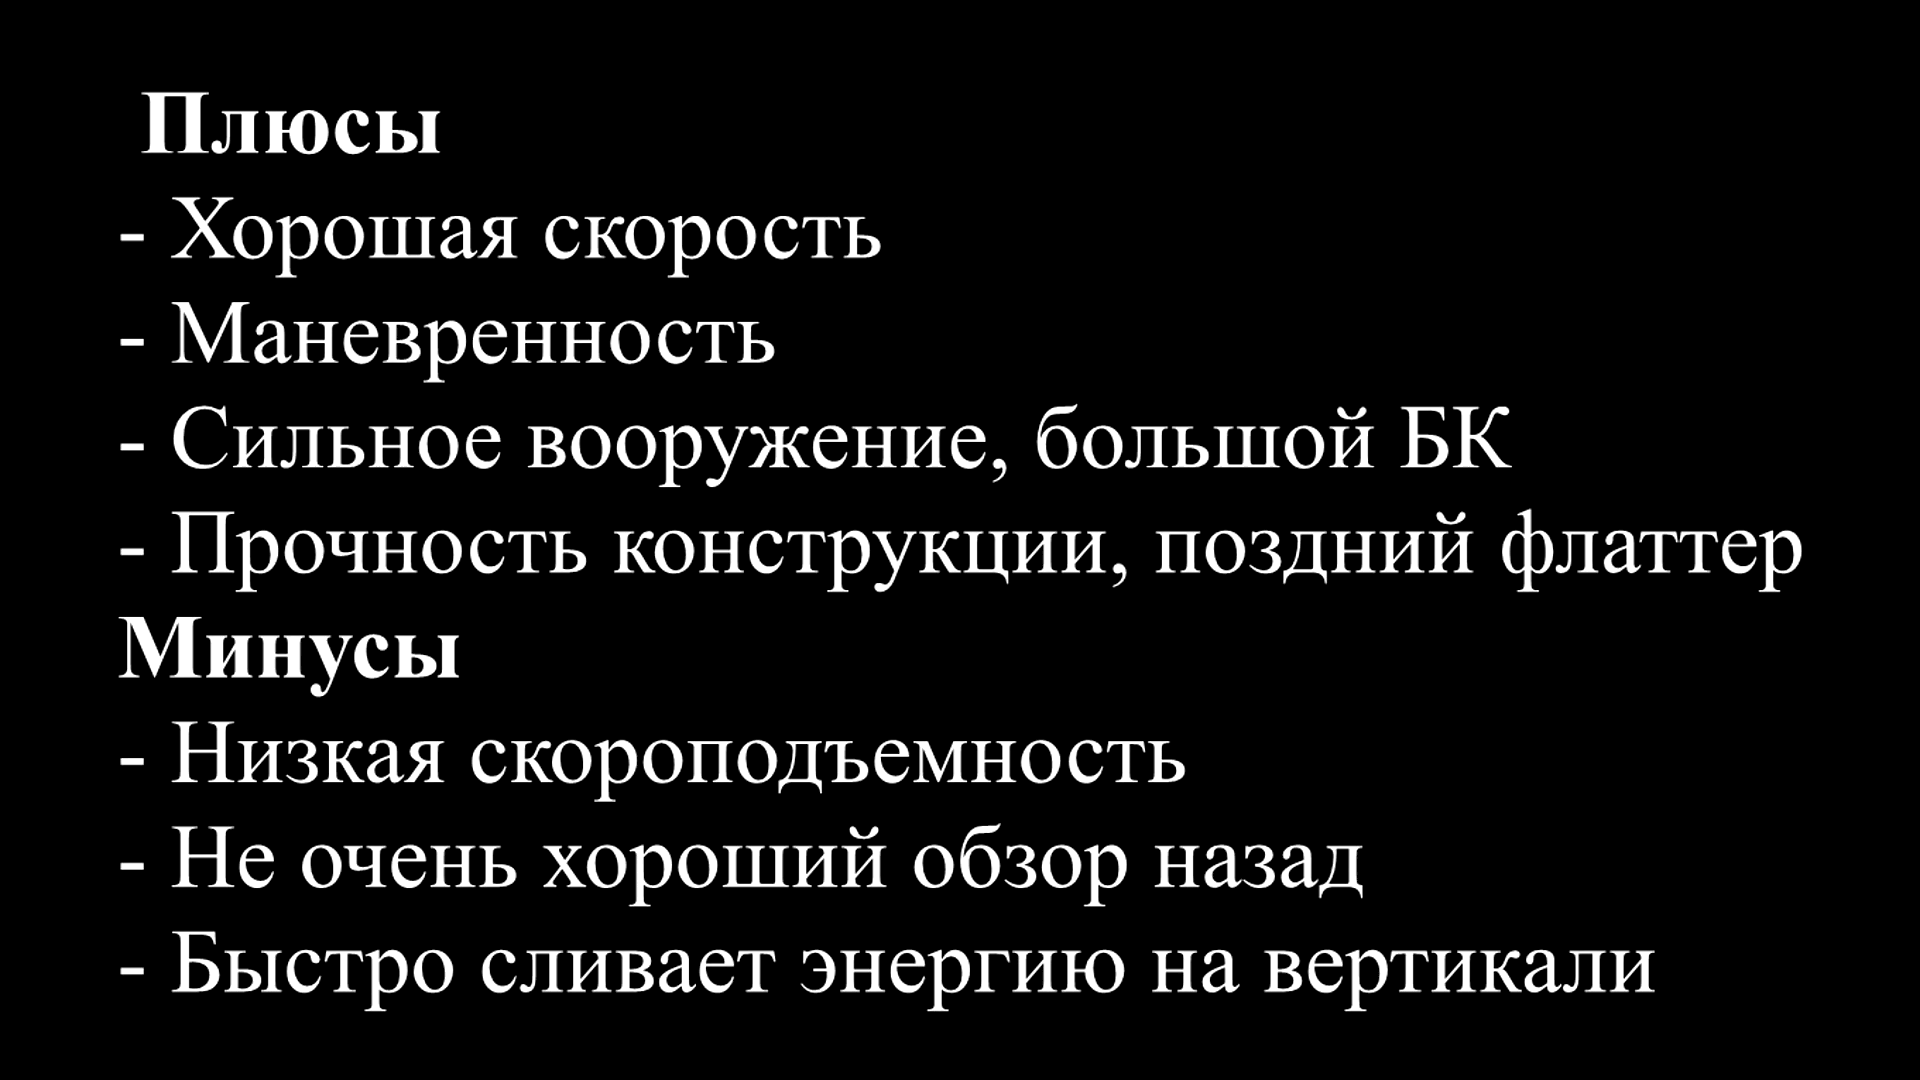 Плюсы
- Хорошая скорость
- Маневренность
- Сильное вооружение, большой БК
- Прочность конструкции, поздний флаттер
Минусы
- Низкая скороподъемность
- Не очень хороший обзор назад
- Быстро сливает энергию на вертикали